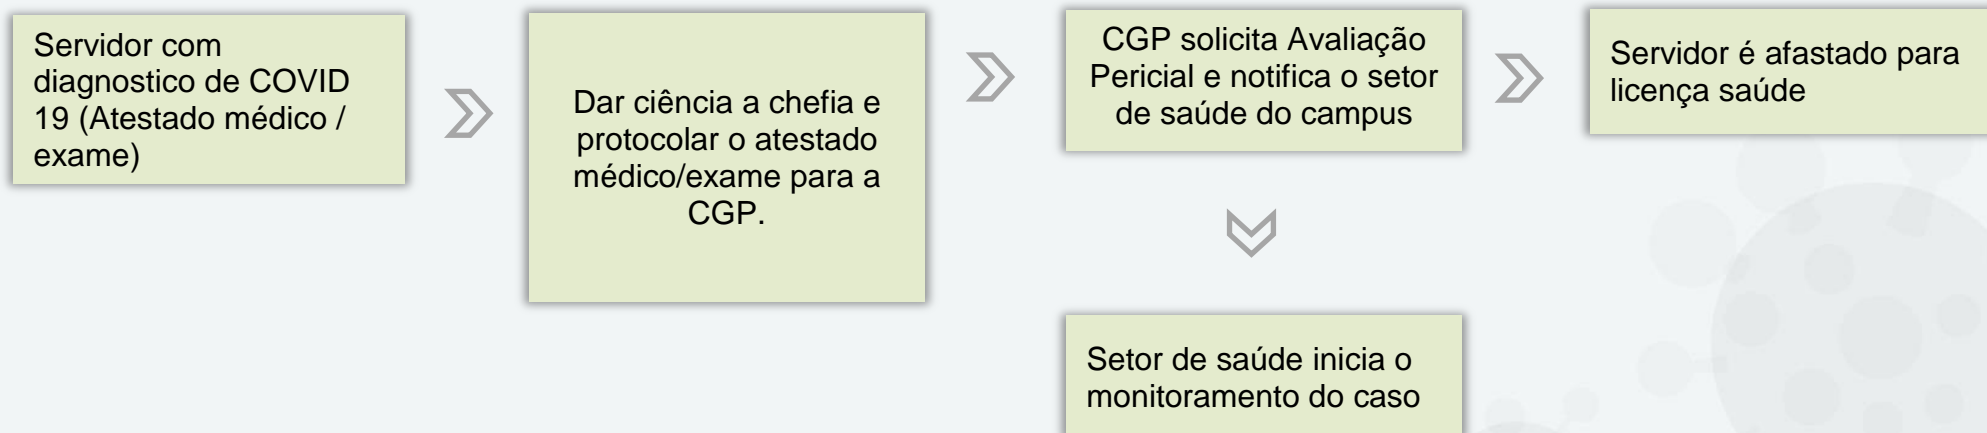 Servidor com
diagnostico de COVID
19 (Atestado médico /
exame)
Dar ciência a chefia e
protocolar o atestado
médico/exame para a
CGP.
CGP solicita Avaliação
Pericial e notifica o setor
de saúde do campus
Servidor é afastado para
licença saúde
Setor de saúde inicia o
monitoramento do caso